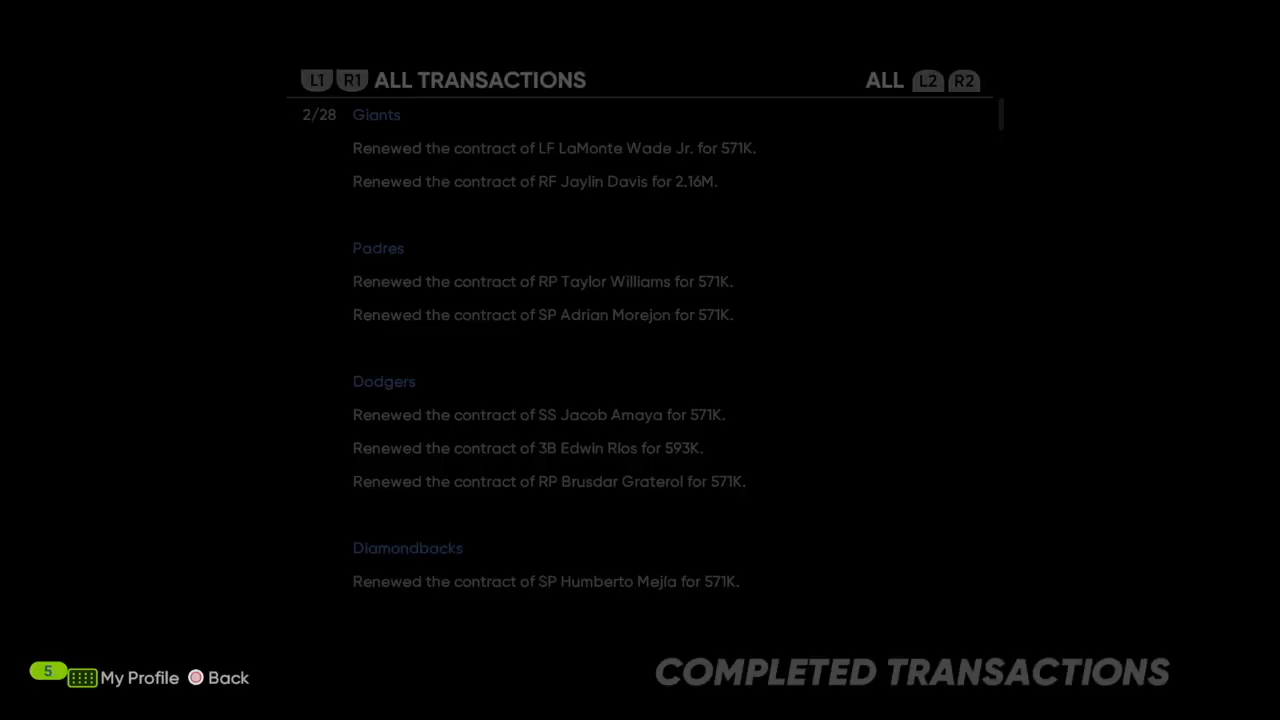 L1 R1 ALL TRANSACTIONS ALL L2 R2
2/28 Giants
Renewed the contract of LF LaMonte Wade Jr. for 571K.
Renewed the contract of RF Jaylin Davis for 2.16M.
Padres
Renewed the contract of RP Taylor Williams for 571K.
Renewed the contract of SP Adrian Morejon for 571K.
Dodgers
Renewed the contract of SS Jacob Amaya for 571K.
Renewed the contract of 3B Edwin Ríos for 593K.
Renewed the contract of RP Brusdar Graterol for 571K.
Diamondbacks
Renewed the contract of SP Humberto Mejía for 571K.
5 My Profile Back
COMPLETED TRANSACTIONS